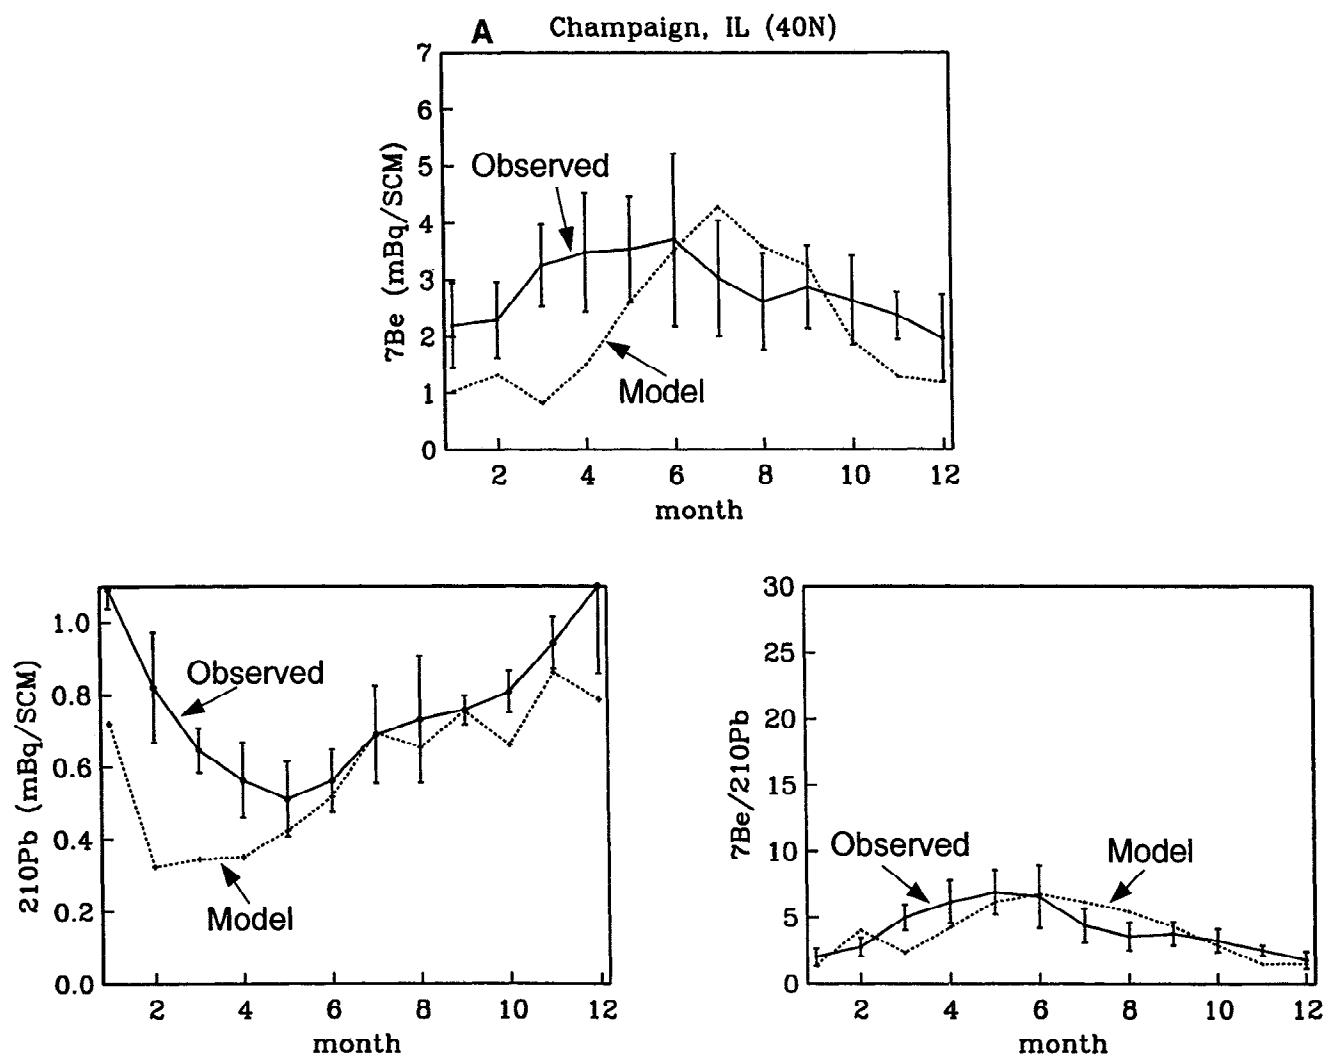 A Champaign, IL (40N)
7
6
5
4
3
2
1
0
7Be (mBq/SCM)
Observed
Model
2 4 6 8 10 12
month
1.0
0.8
0.6
0.4
0.2
0.0
210Pb (mBq/SCM)
Observed
Model
2 4 6 8 10 12
month
30
25
20
15
10
5
0
7Be/210Pb
Observed
Model
2 4 6 8 10 12
month